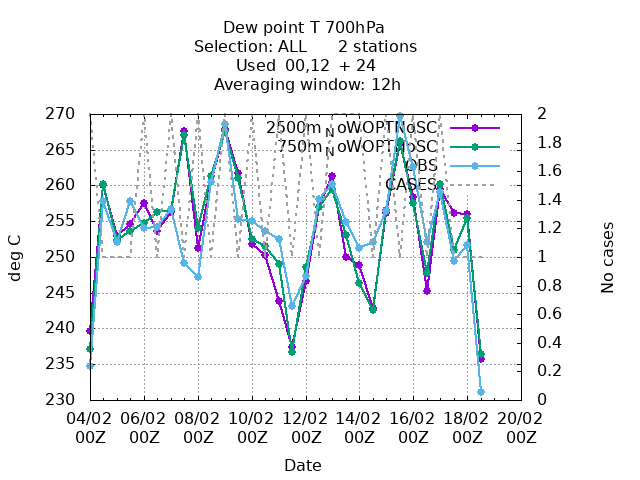 Dew point T 700hPa
Selection: ALL 2 stations
Used 00,12 + 24
Averaging window: 12h
270 2
2500m NoWOPTNoSC
265 1.8
750m NoWOPTNoSC
OBS
260 1.6
CASES
255 1.4
250 1.2
245 1
240 0.8
235 0.6
230 0.4
0.2
0
deg C
No cases
04/02 06/02 08/02 10/02 12/02 14/02 16/02 18/02 20/02
00Z 00Z 00Z 00Z 00Z 00Z 00Z 00Z 00Z
Date